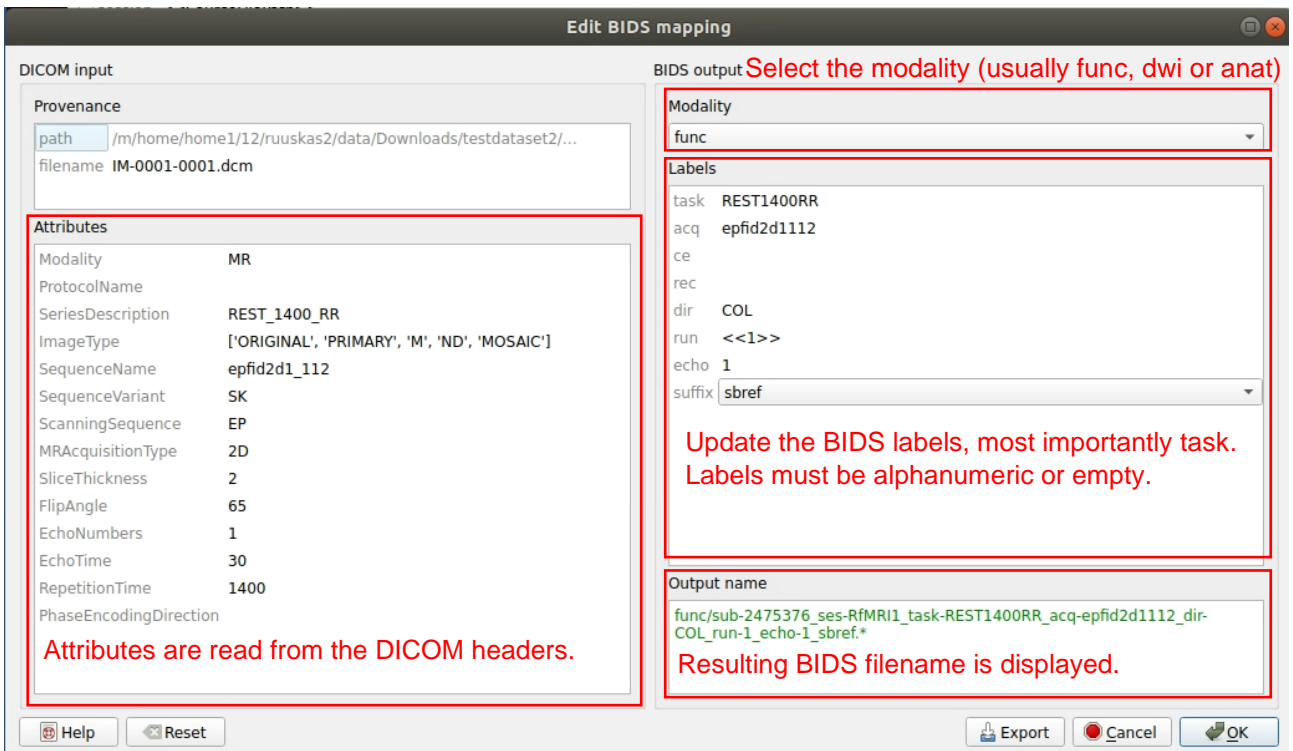 Edit BIDS mapping
DICOM input
Provenance
path /m/home/home1/12/ruuskas2/data/Downloads/testdataset2/...
filename IM-0001-0001.dcm
Attributes
Modality MR
ProtocolName
SeriesDescription REST_1400_RR
ImageType ['ORIGINAL', 'PRIMARY', 'M', 'ND', 'MOSAIC']
SequenceName epfid2d1_112
SequenceVariant SK
ScanningSequence EP
MRAcquisitionType 2D
SliceThickness 2
FlipAngle 65
EchoNumbers 1
EchoTime 30
RepetitionTime 1400
PhaseEncodingDirection
Attributes are read from the DICOM headers.
BIDS output Select the modality (usually func, dwi or anat)
Modality
func
Labels
task REST1400RR
acq epfid2d1112
ce
rec
dir COL
run <<1>>
echo 1
suffix sbref
Update the BIDS labels, most importantly task.
Labels must be alphanumeric or empty.
Output name
func/sub-2475376_ses-RfMRI1_task-REST1400RR_acq-epfid2d1112_dir-
COL_run-1_echo-1_sbref.*
Resulting BIDS filename is displayed.
Help Reset Export Cancel OK